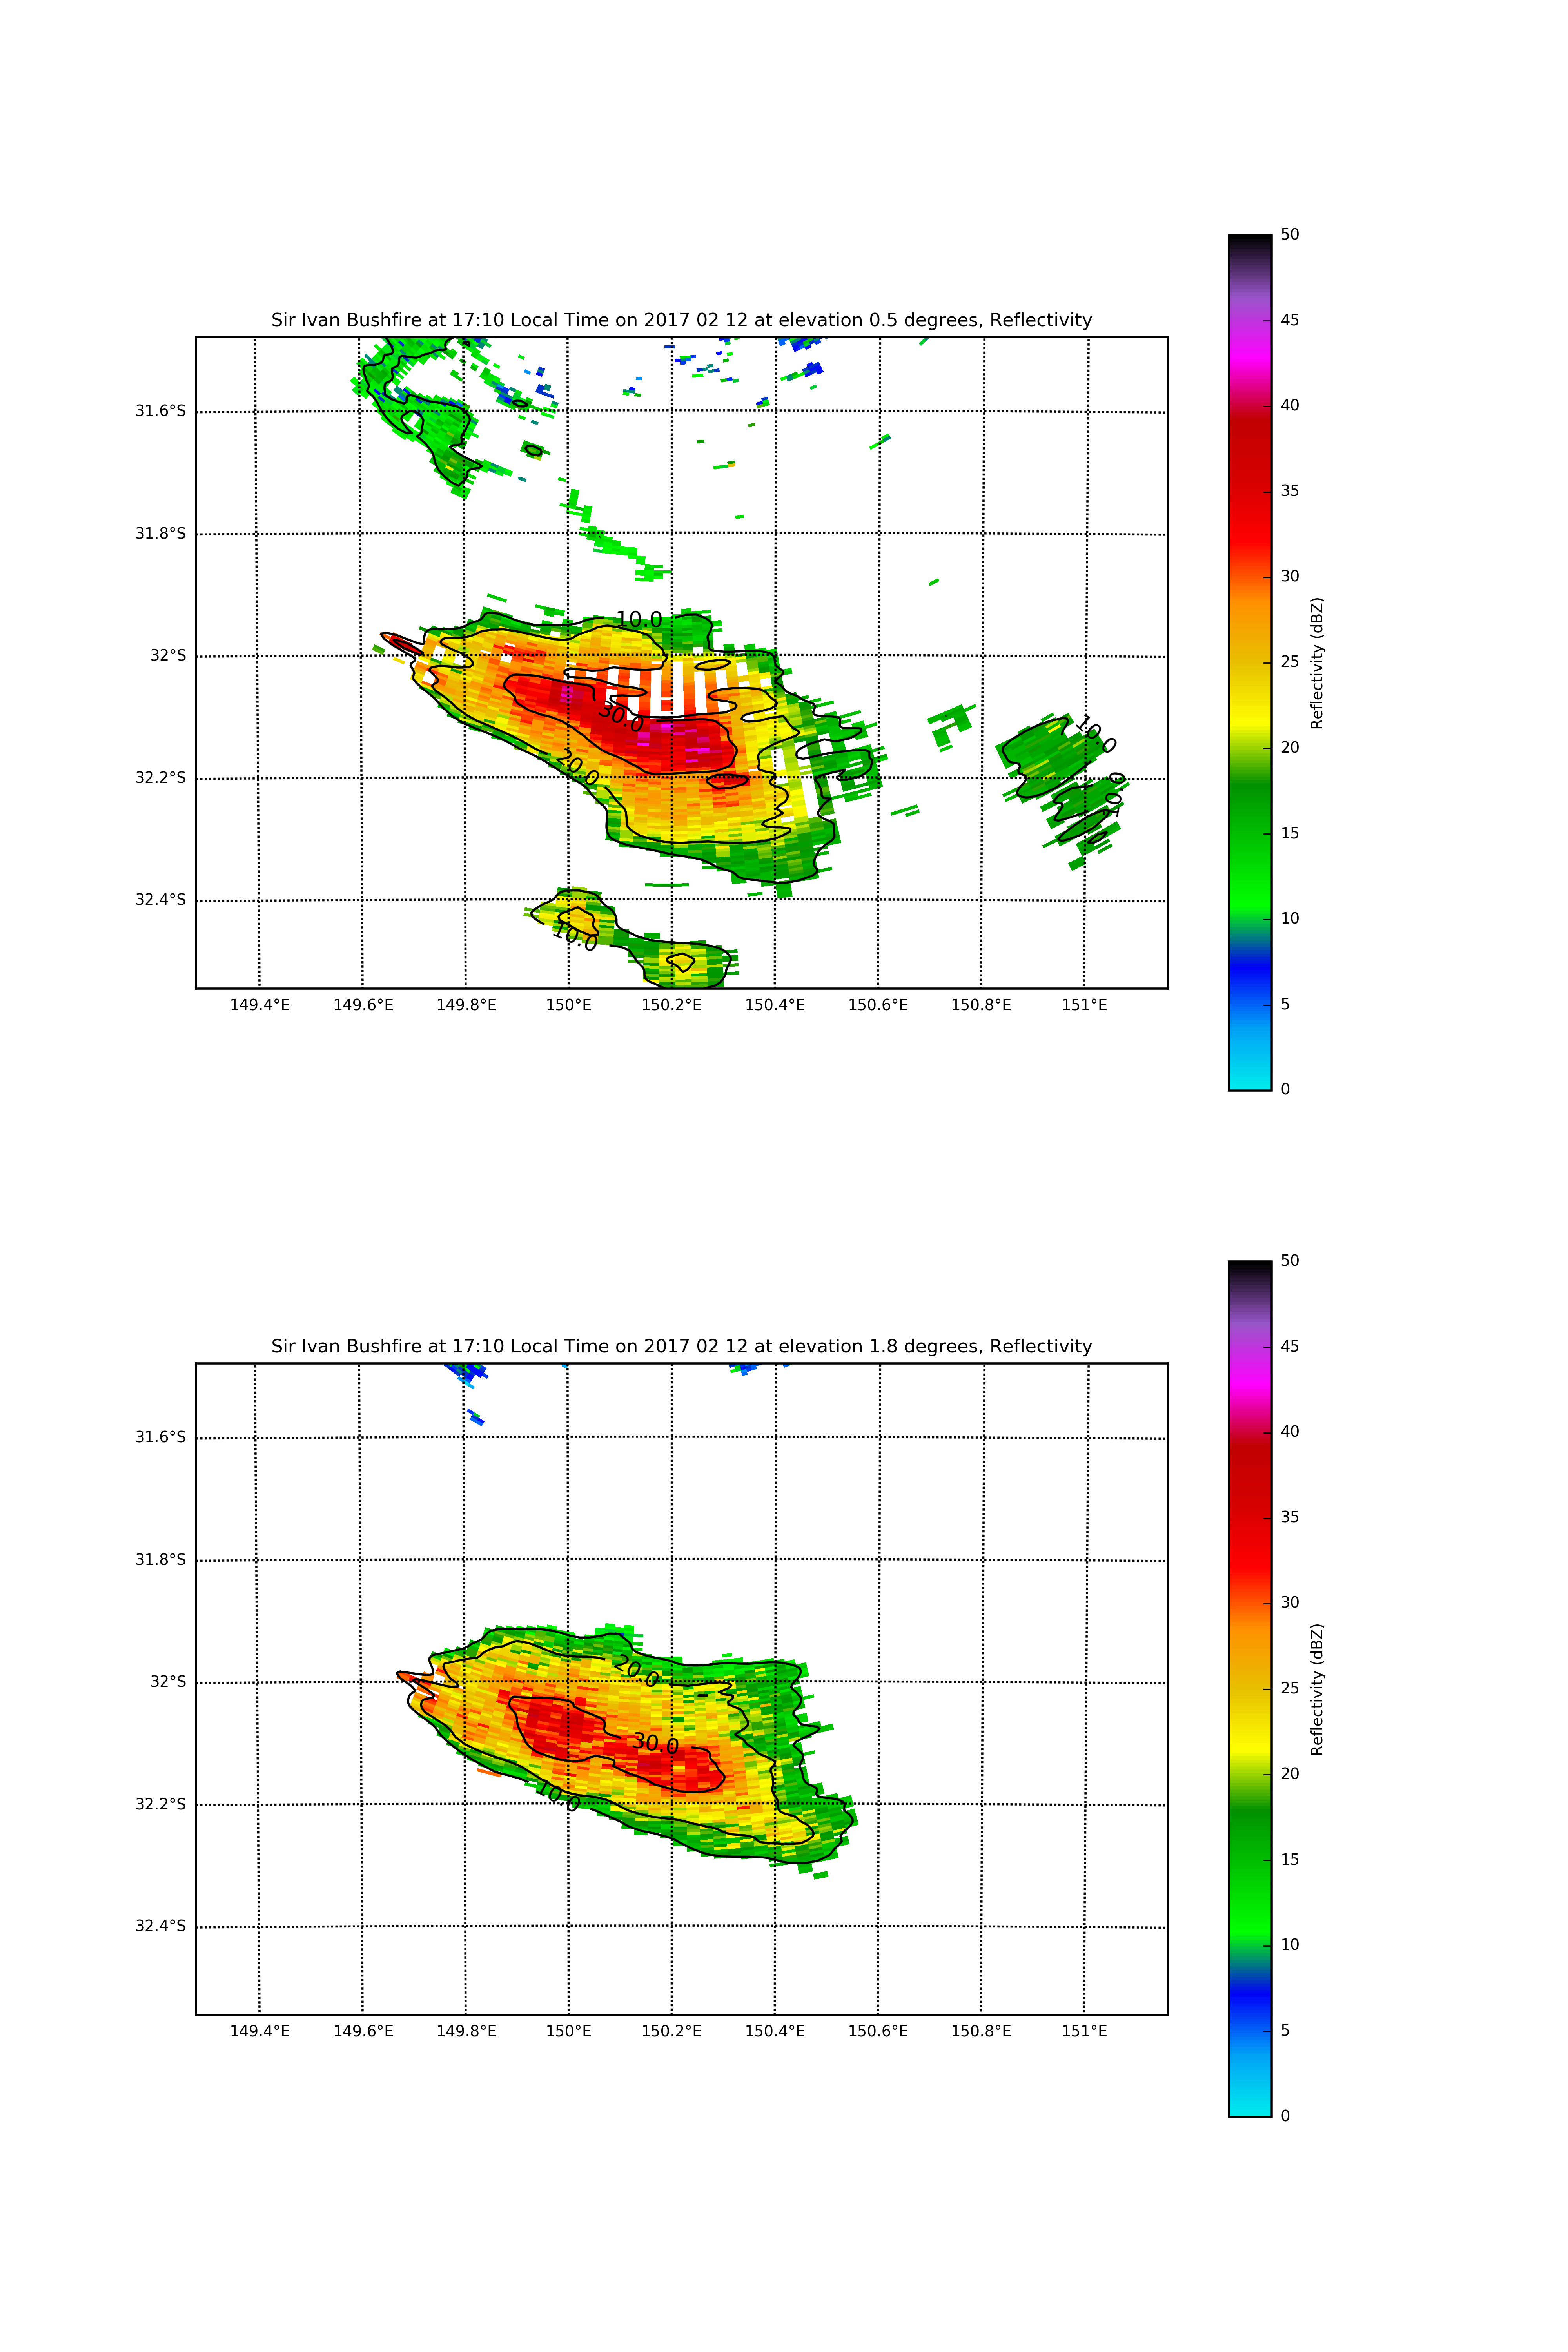 Sir Ivan Bushfire at 17:10 Local Time on 2017 02 12 at elevation 0.5 degrees, Reflectivity
31.6°S
31.8°S
32°S
32.2°S
32.4°S
149.4°E 149.6°E 149.8°E 150°E 150.2°E 150.4°E 150.6°E 150.8°E 151°E
10.0
30.0
20.0
10.0
10.0
10.0
50
45
40
35
30
25
20
15
10
5
0
Reflectivity (dBZ)
Sir Ivan Bushfire at 17:10 Local Time on 2017 02 12 at elevation 1.8 degrees, Reflectivity
31.6°S
31.8°S
32°S
32.2°S
32.4°S
149.4°E 149.6°E 149.8°E 150°E 150.2°E 150.4°E 150.6°E 150.8°E 151°E
20.0
30.0
10.0
50
45
40
35
30
25
20
15
10
5
0
Reflectivity (dBZ)